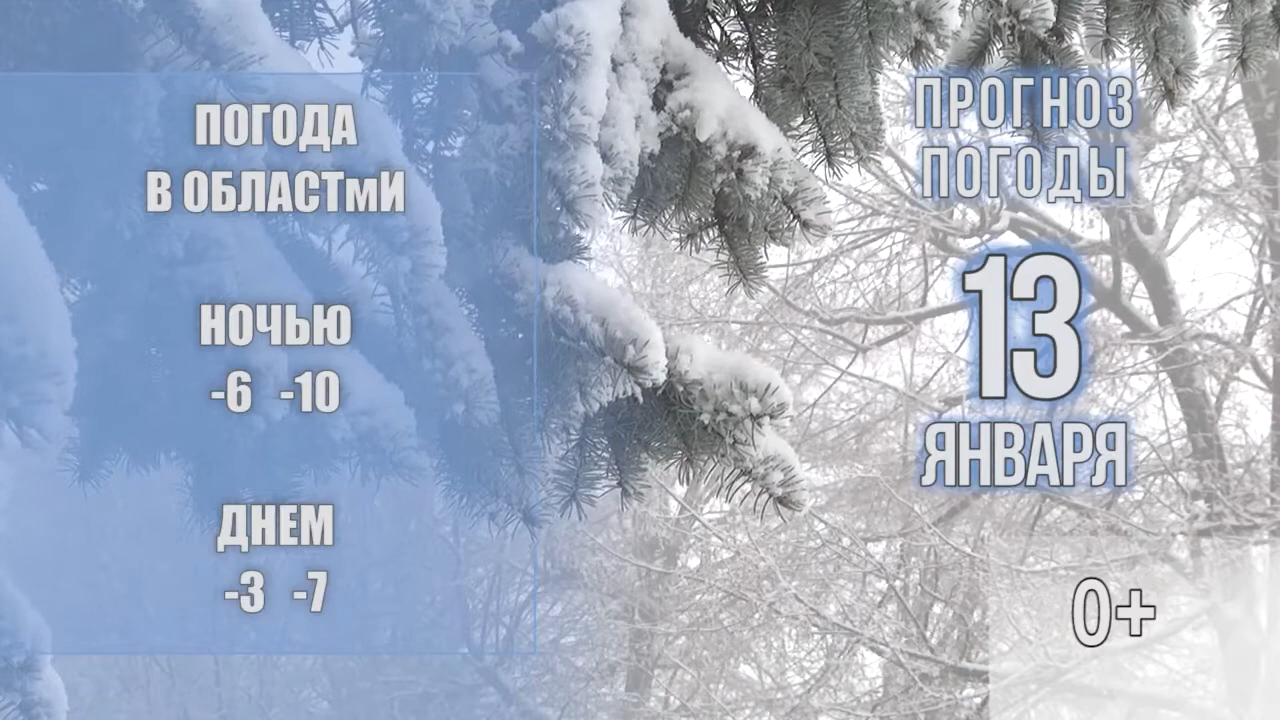 ПОГОДА
В ОБЛАСТмИ
НОЧЬЮ
-6 -10
ДНЕМ
-3 -7
ПРОГНОЗ
ПОГОДЫ
13
ЯНВАРЯ
0+